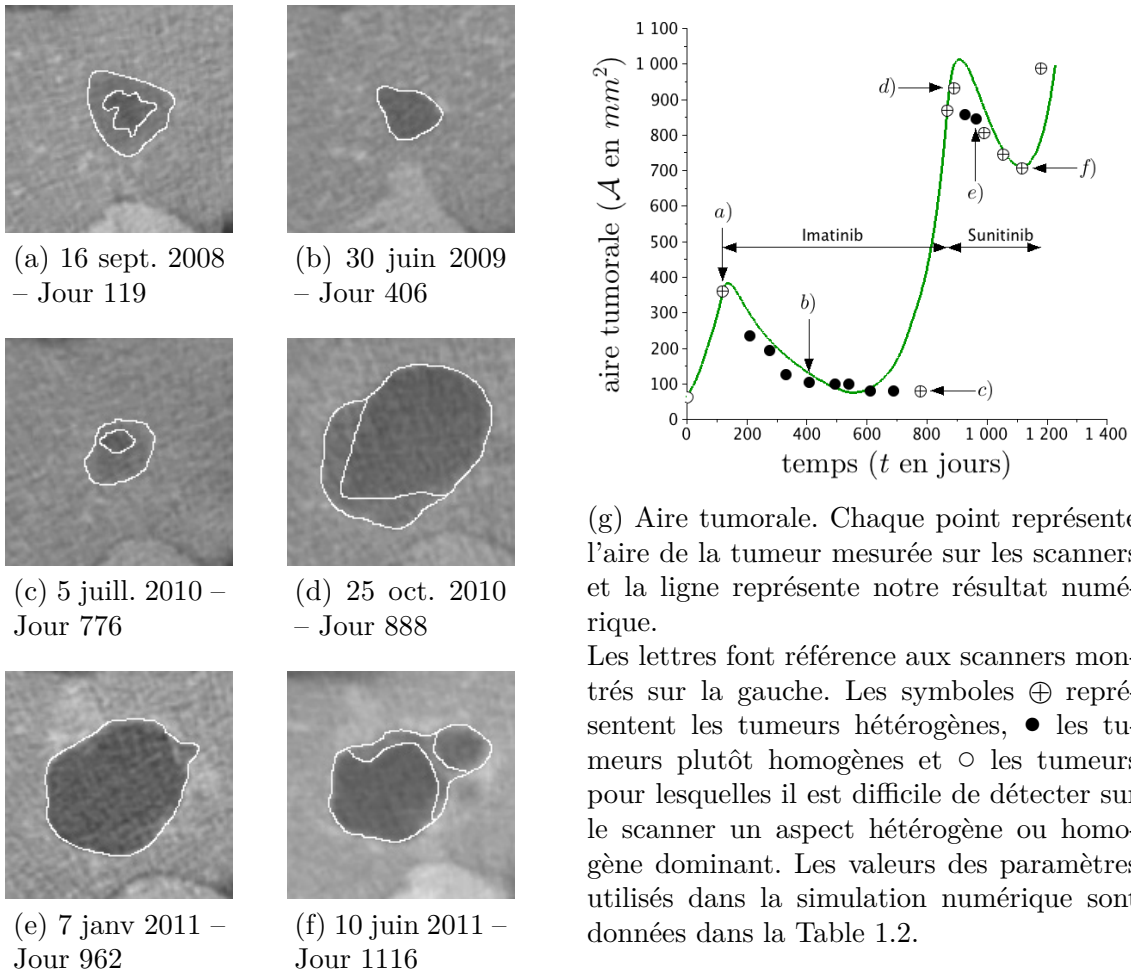 (a) 16 sept. 2008
– Jour 119
(b) 30 juin 2009
– Jour 406
(c) 5 juill. 2010 –
Jour 776
(d) 25 oct. 2010
– Jour 888
(e) 7 janv 2011 –
Jour 962
(f) 10 juin 2011 –
Jour 1116
1 100
1 000
900
800
700
600
500
400
300
200
100
0
aire tumorale (𝒜 en mm²)
a)
b)
c)
d)
e)
f)
Imatinib
Sunitinib
0 200 400 600 800 1 000 1 200 1 400
temps (t en jours)
(g) Aire tumorale. Chaque point représente
l'aire de la tumeur mesurée sur les scanners
et la ligne représente notre résultat numé-
rique.
Les lettres font référence aux scanners mon-
trés sur la gauche. Les symboles ⊕ repré-
sentent les tumeurs hétérogènes, ● les tu-
meurs plutôt homogènes et ○ les tumeurs
pour lesquelles il est difficile de détecter sur
le scanner un aspect hétérogène ou homo-
gène dominant. Les valeurs des paramètres
utilisés dans la simulation numérique sont
données dans la Table 1.2.